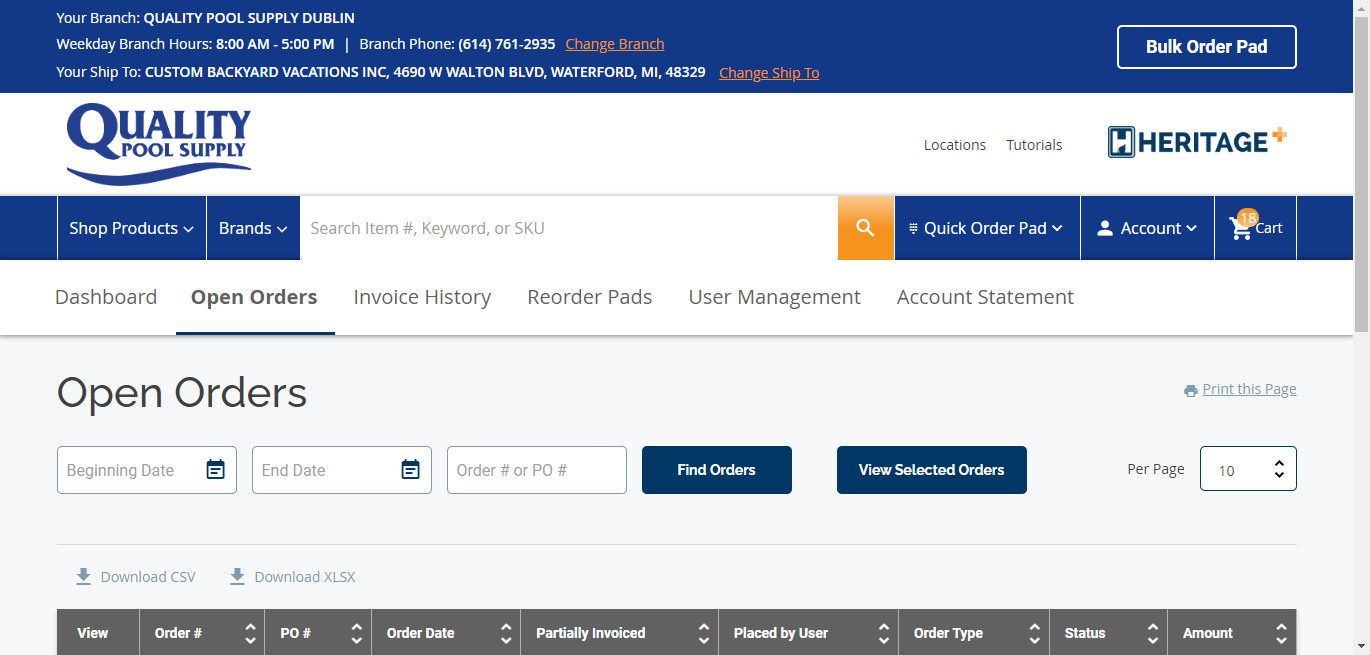 Your Branch: QUALITY POOL SUPPLY DUBLIN
Weekday Branch Hours: 8:00 AM - 5:00 PM | Branch Phone: (614) 761-2935 Change Branch
Your Ship To: CUSTOM BACKYARD VACATIONS INC, 4690 W WALTON BLVD, WATERFORD, MI, 48329 Change Ship To
Bulk Order Pad
QUALITY
POOL SUPPLY
Locations Tutorials
H HERITAGE+
Shop Products Brands Search Item #, Keyword, or SKU Quick Order Pad Account 18 Cart
Dashboard Open Orders Invoice History Reorder Pads User Management Account Statement
Open Orders
Print this Page
Beginning Date End Date Order # or PO # Find Orders View Selected Orders Per Page 10
Download CSV Download XLSX
View Order # PO # Order Date Partially Invoiced Placed by User Order Type Status Amount